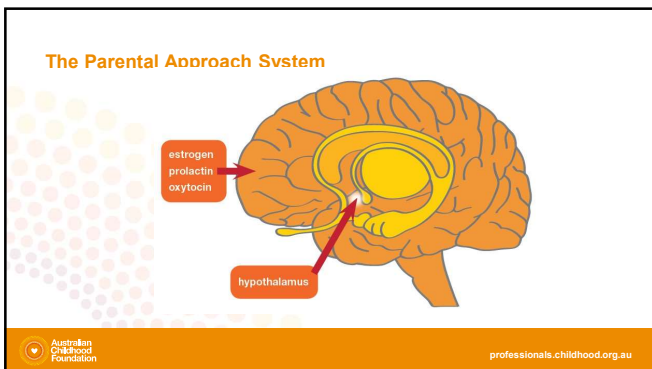 The Parental Approach System
estrogen
prolactin
oxytocin
hypothalamus
Australian
Childhood
Foundation
professionals.childhood.org.au